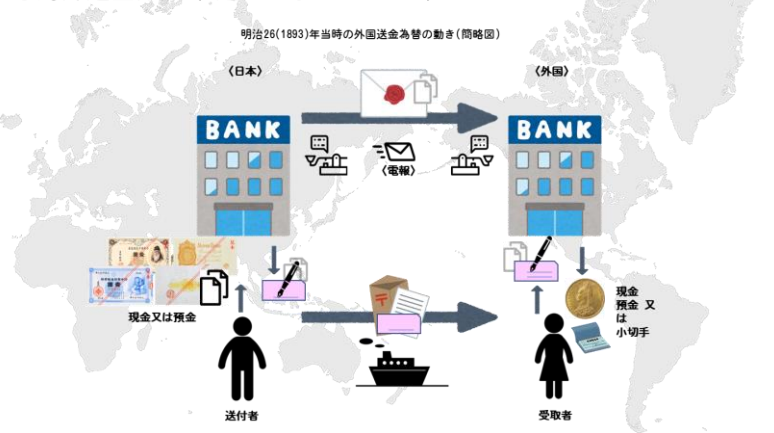 明治26(1893)年当時の外国送金為替の動き(簡略図)
〈日本〉
〈外国〉
BANK
BANK
〈電報〉
現金又は預金
現金
預金 又
は
小切手
送付者
受取者